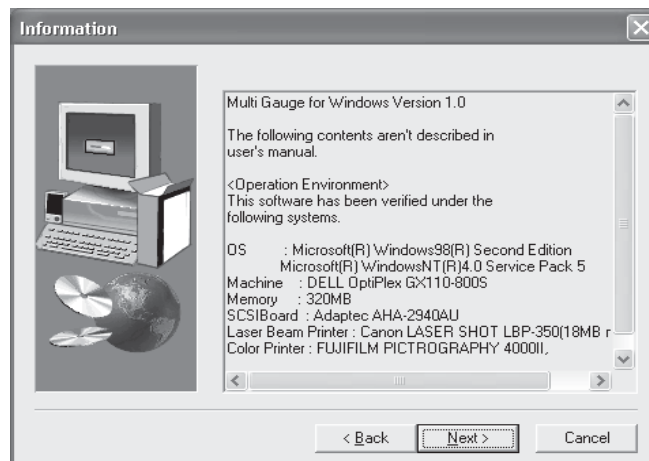 Information
Multi Gauge for Windows Version 1.0
The following contents aren't described in
user's manual.
<Operation Environment>
This software has been verified under the
following systems.
OS : Microsoft(R) Windows98(R) Second Edition
Microsoft(R) WindowsNT(R)4.0 Service Pack 5
Machine : DELL OptiPlex GX110-800S
Memory : 320MB
SCSIBoard : Adaptec AHA-2940AU
Laser Beam Printer : Canon LASER SHOT LBP-350(18MB r
Color Printer : FUJIFILM PICTROGRAPHY 4000II,
< Back
Next >
Cancel